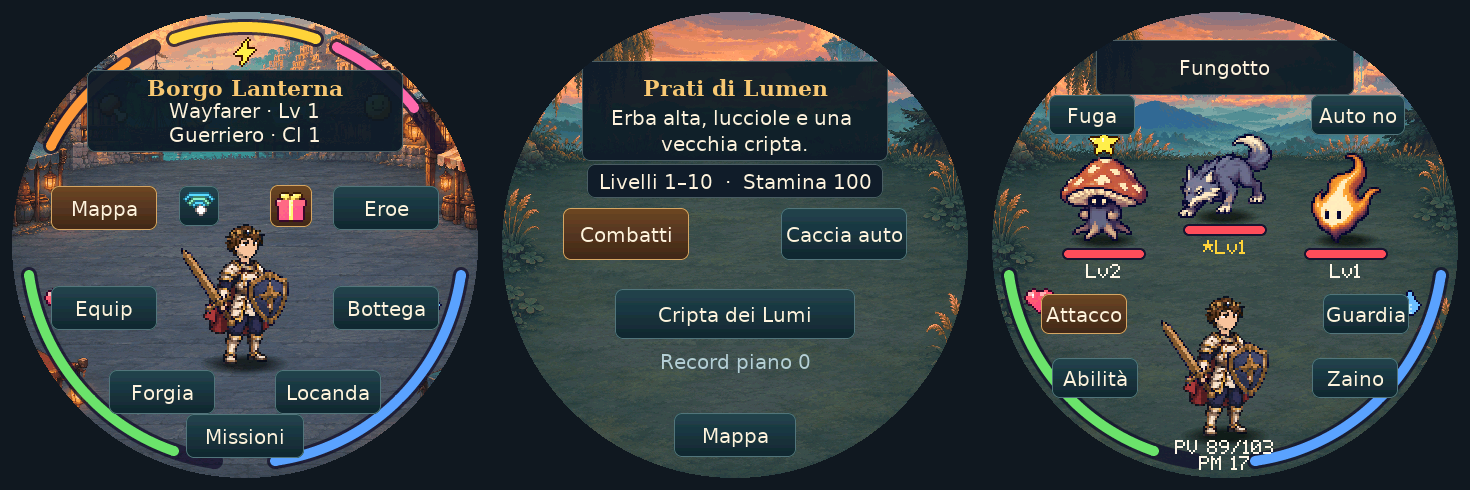 Borgo Lanterna
Wayfarer · Lv 1
Guerriero · Cl 1
Mappa
Eroe
Equip
Bottega
Forgia
Locanda
Missioni
Prati di Lumen
Erba alta, lucciole e una
vecchia cripta.
Livelli 1–10 · Stamina 100
Combatti
Caccia auto
Cripta dei Lumi
Record piano 0
Mappa
Fungotto
Fuga
Auto no
Lv2
★Lv1
Lv1
Attacco
Guardia
Abilità
Zaino
PV 89/103
PM 17